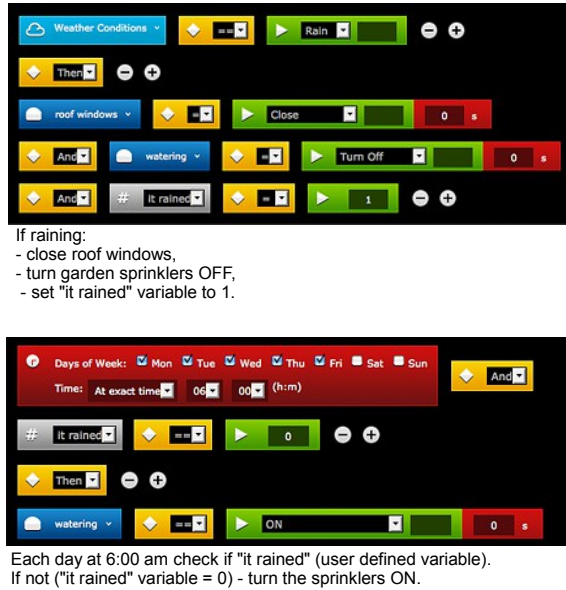 Weather Conditions == Rain
Then
roof windows = Close 0 s
And watering = Turn Off 0 s
And # it rained = 1
If raining:
- close roof windows,
- turn garden sprinklers OFF,
- set "it rained" variable to 1.
Days of Week: Mon Tue Wed Thu Fri Sat Sun
And
Time: At exact time 06 00 (h:m)
# it rained == 0
Then
watering == ON 0 s
Each day at 6:00 am check if "it rained" (user defined variable).
If not ("it rained" variable = 0) - turn the sprinklers ON.